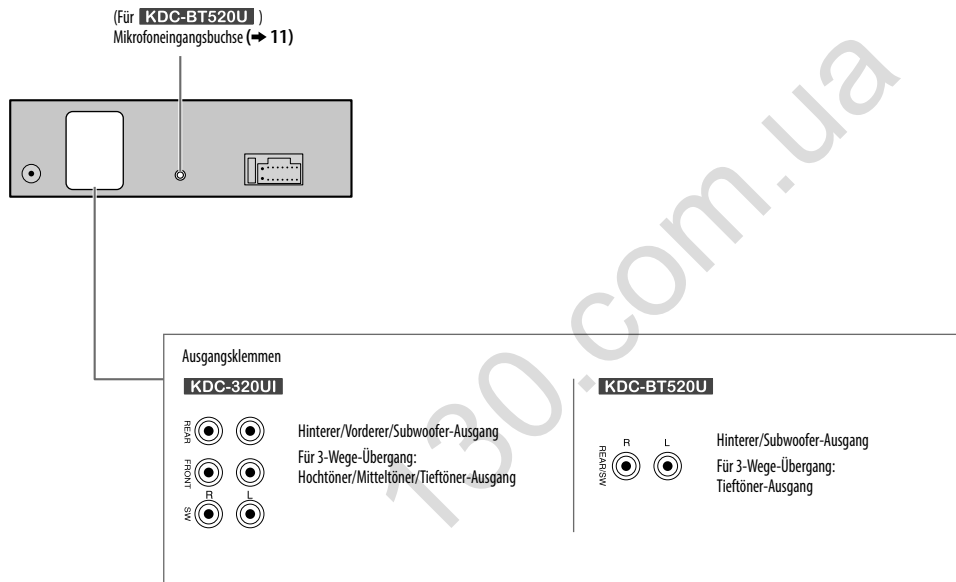 (Für KDC-BT520U )
Mikrofoneingangsbuchse (➜ 11)
Ausgangsklemmen
KDC-320UI
REAR
FRONT
R L
SW
Hinterer/Vorderer/Subwoofer-Ausgang
Für 3-Wege-Übergang:
Hochtöner/Mitteltöner/Tieftöner-Ausgang
KDC-BT520U
R L
REAR/SW
Hinterer/Subwoofer-Ausgang
Für 3-Wege-Übergang:
Tieftöner-Ausgang
130.com.ua